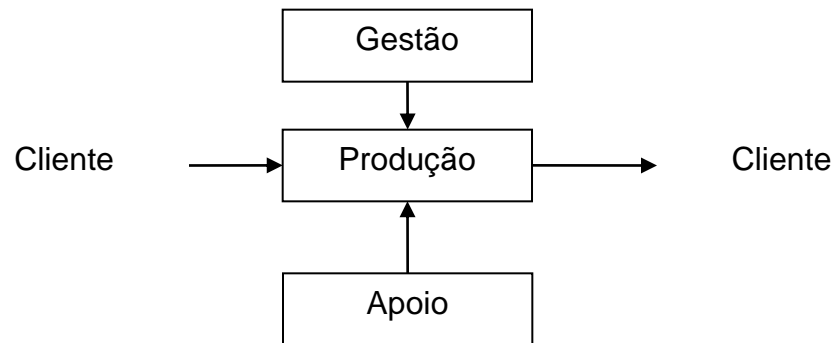 Gestão
Cliente
Produção
Cliente
Apoio